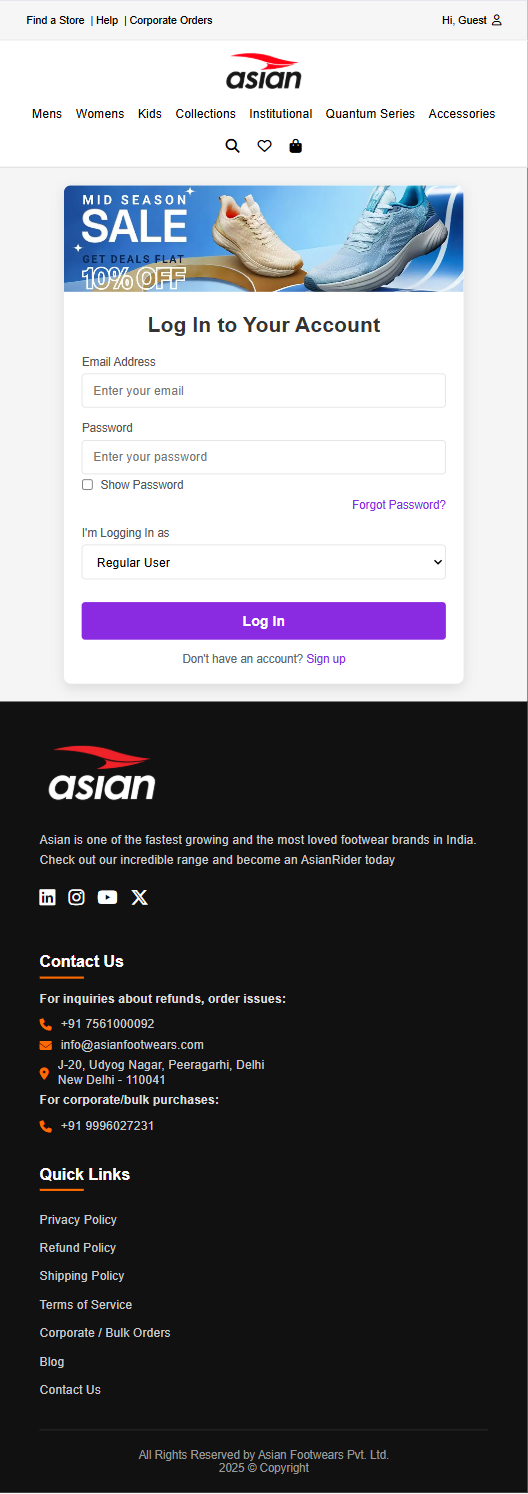 Find a Store | Help | Corporate Orders
Hi, Guest
asian
Mens Womens Kids Collections Institutional Quantum Series Accessories
MID SEASON
SALE
GET DEALS FLAT
10% OFF
Log In to Your Account
Email Address
Enter your email
Password
Enter your password
Show Password
Forgot Password?
I'm Logging In as
Regular User
Log In
Don't have an account? Sign up
asian
Asian is one of the fastest growing and the most loved footwear brands in India.
Check out our incredible range and become an AsianRider today
Contact Us
For inquiries about refunds, order issues:
+91 7561000092
info@asianfootwears.com
J-20, Udyog Nagar, Peeragarhi, Delhi
New Delhi - 110041
For corporate/bulk purchases:
+91 9996027231
Quick Links
Privacy Policy
Refund Policy
Shipping Policy
Terms of Service
Corporate / Bulk Orders
Blog
Contact Us
All Rights Reserved by Asian Footwears Pvt. Ltd.
2025 © Copyright